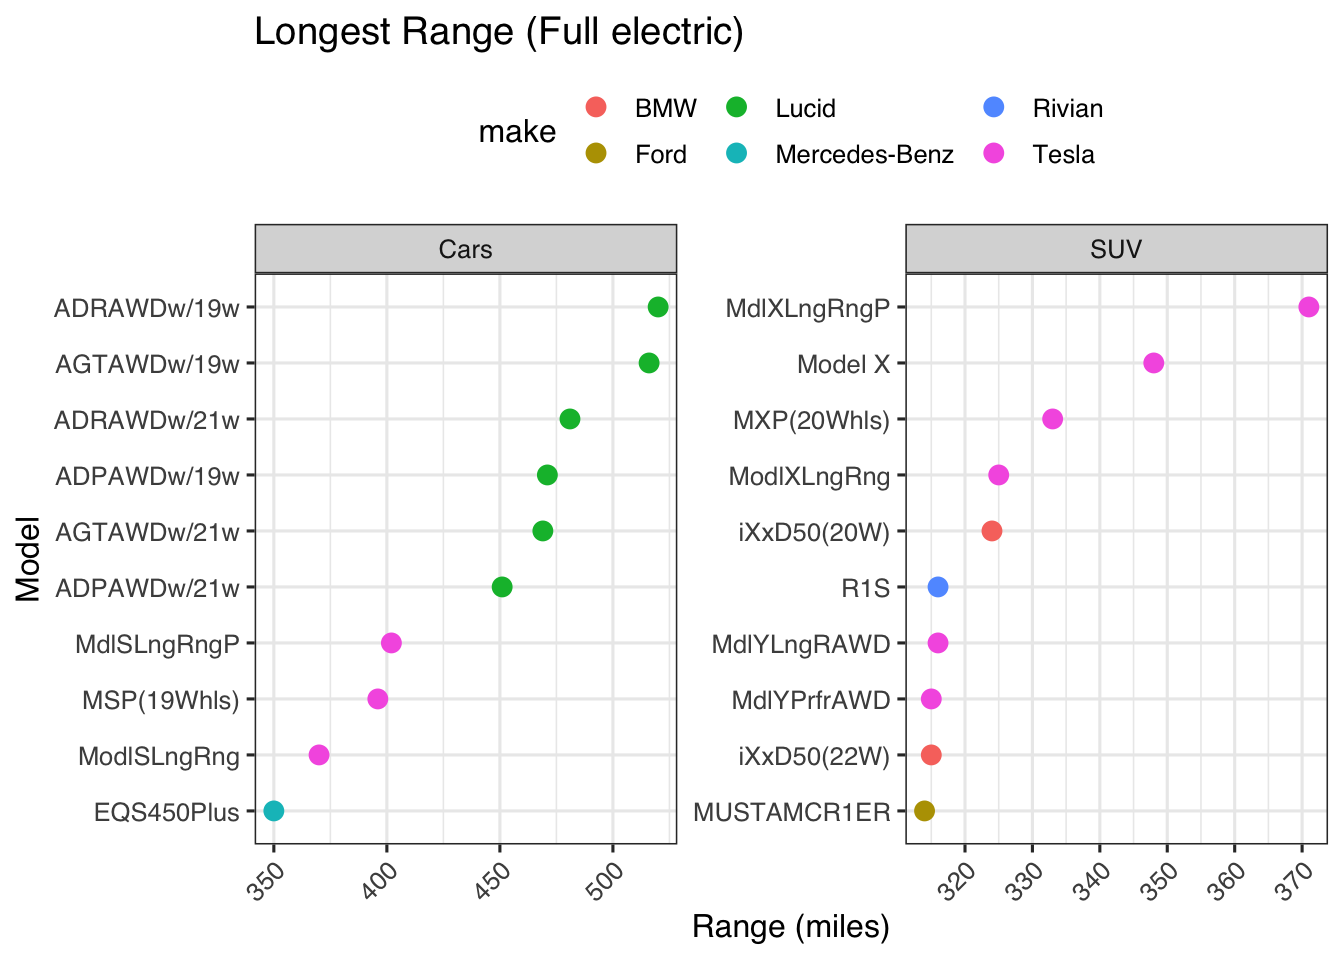 Longest Range (Full electric)
make
BMW
Lucid
Rivian
Ford
Mercedes-Benz
Tesla
Cars
SUV
Model
ADRAWDw/19w
AGTAWDw/19w
ADRAWDw/21w
ADPAWDw/19w
AGTAWDw/21w
ADPAWDw/21w
MdlSLngRngP
MSP(19Whls)
ModlSLngRng
EQS450Plus
350
400
450
500
MdlXLngRngP
Model X
MXP(20Whls)
ModlXLngRng
iXxD50(20W)
R1S
MdlYLngRAWD
MdlYPrfrAWD
iXxD50(22W)
MUSTAMCR1ER
320
330
340
350
360
370
Range (miles)